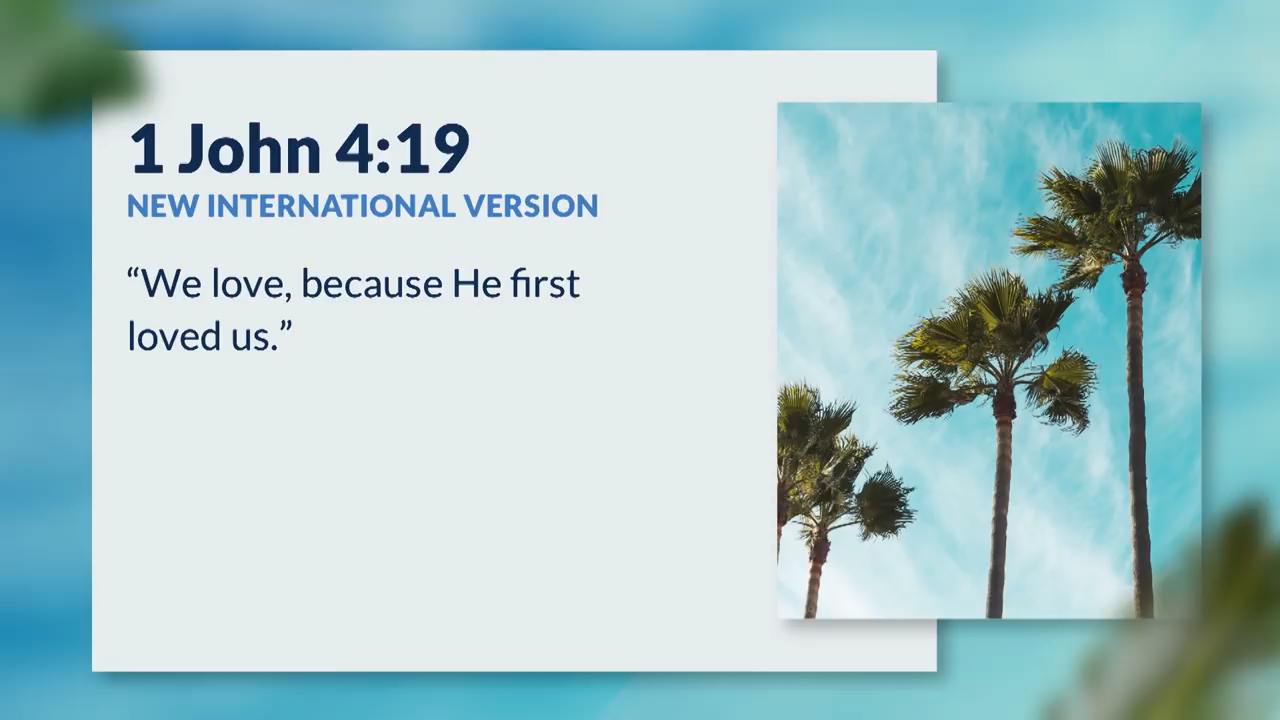 1 John 4:19
NEW INTERNATIONAL VERSION
“We love, because He first
loved us.”